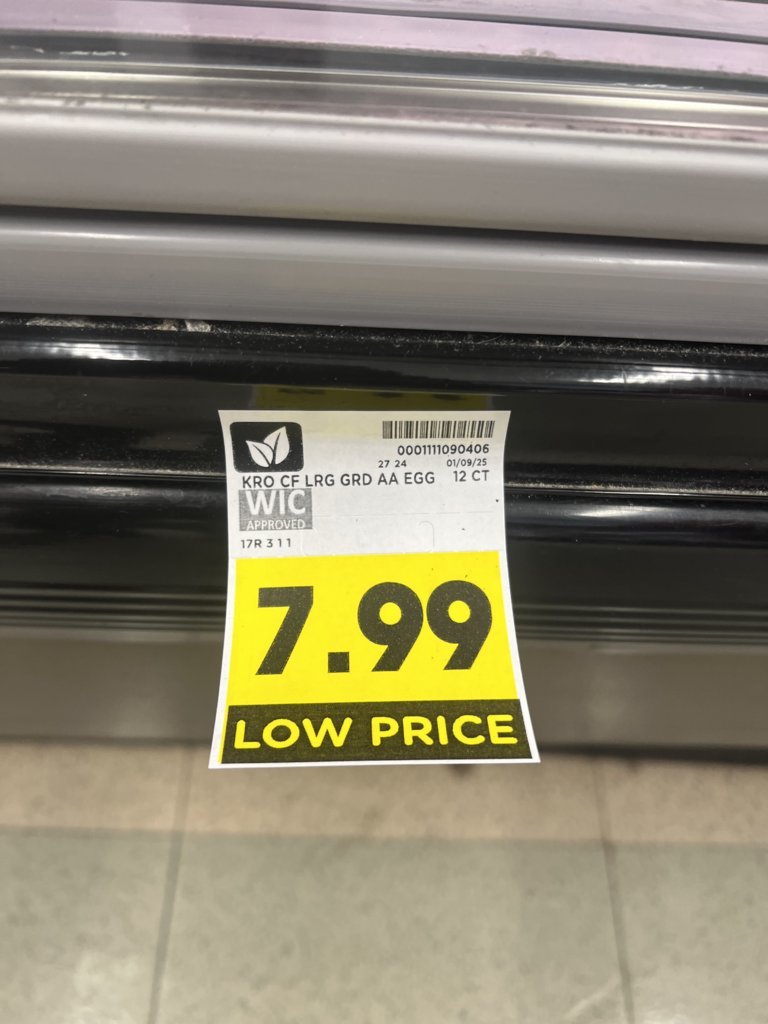 0001111090406
27 24 01/09/25
KRO CF LRG GRD AA EGG 12 CT
WIC
APPROVED
17R 3 1 1
7.99
LOW PRICE